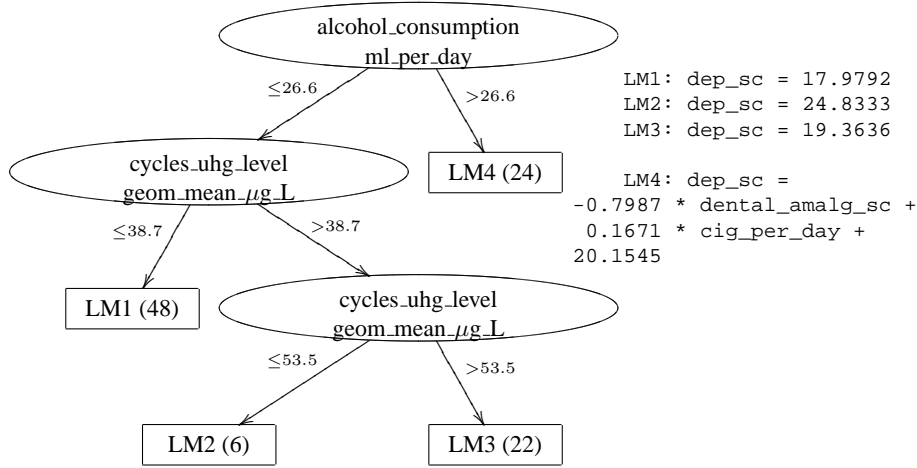 alcohol_consumption
ml_per_day
≤26.6
>26.6
cycles_uhg_level
geom_mean_μg_L
LM4 (24)
≤38.7
>38.7
LM1 (48)
cycles_uhg_level
geom_mean_μg_L
≤53.5
>53.5
LM2 (6)
LM3 (22)
LM1: dep_sc = 17.9792
LM2: dep_sc = 24.8333
LM3: dep_sc = 19.3636
LM4: dep_sc =
-0.7987 * dental_amalg_sc +
0.1671 * cig_per_day +
20.1545